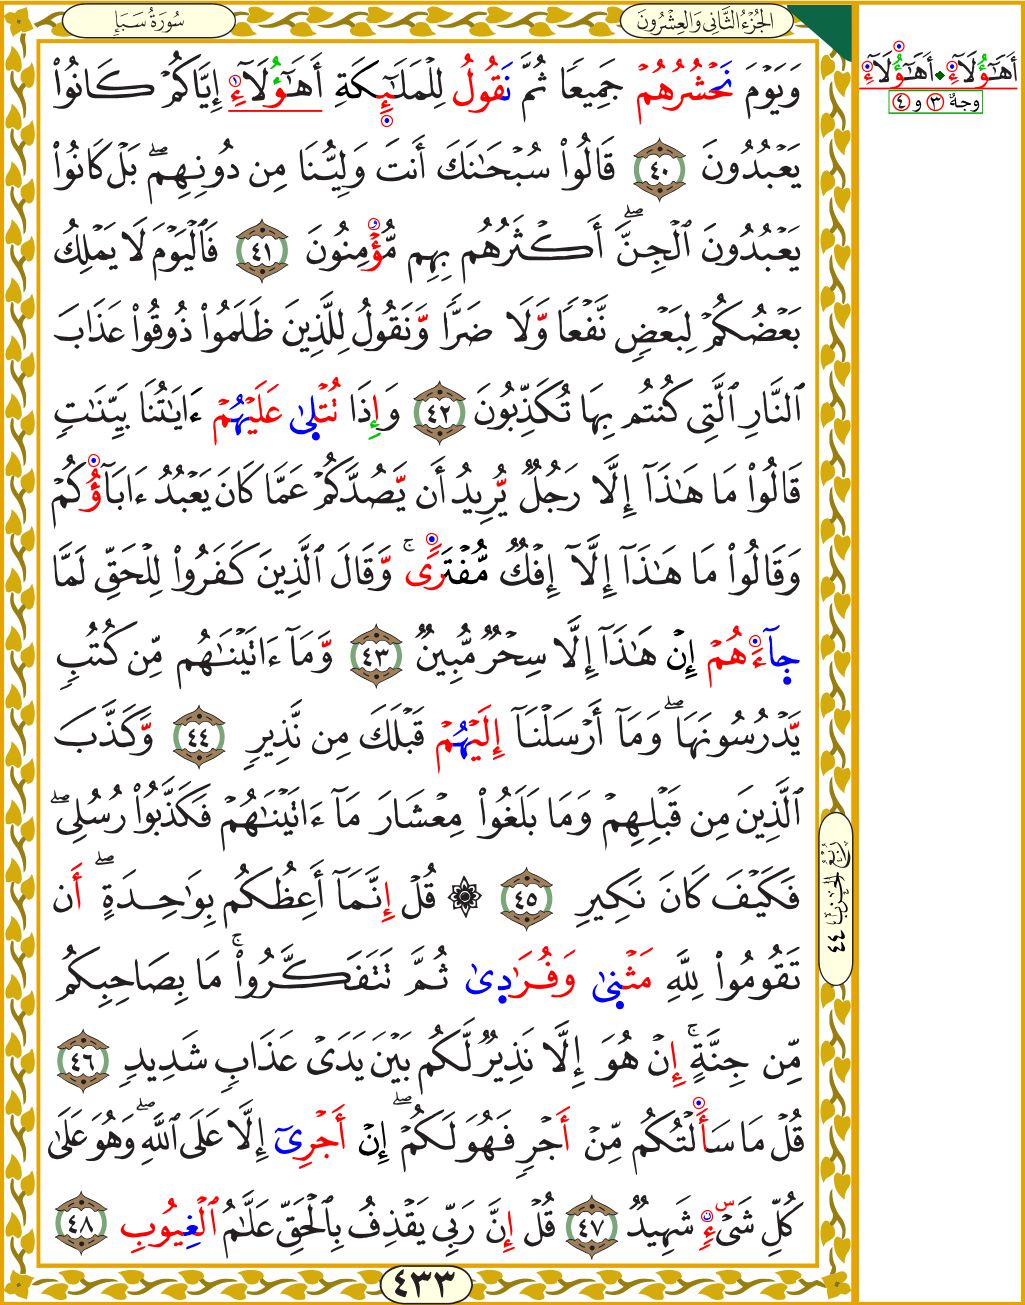 سُورَةُ سَبَإٍ
الجُزْءُ الثَّانِي وَالعِشْرُونَ
وَيَوْمَ نَحْشُرُهُمْ جَمِيعًا ثُمَّ نَقُولُ لِلْمَلَٰٓئِكَةِ أَهَٰٓؤُلَآءِ إِيَّاكُمْ كَانُوا۟
يَعْبُدُونَ ٤٠ قَالُوا۟ سُبْحَٰنَكَ أَنتَ وَلِيُّنَا مِن دُونِهِمۖ بَلْ كَانُوا۟
يَعْبُدُونَ ٱلْجِنَّۖ أَكْثَرُهُم بِهِم مُّؤْمِنُونَ ٤١ فَٱلْيَوْمَ لَا يَمْلِكُ
بَعْضُكُمْ لِبَعْضٍ نَّفْعًا وَّلَا ضَرًّا وَّنَقُولُ لِلَّذِينَ ظَلَمُوا۟ ذُوقُوا۟ عَذَابَ
ٱلنَّارِ ٱلَّتِي كُنتُم بِهَا تُكَذِّبُونَ ٤٢ وَإِذَا تُتْلَىٰ عَلَيْهُمْ ءَايَٰتُنَا بَيِّنَٰتٍ
قَالُوا۟ مَا هَٰذَآ إِلَّا رَجُلٌ يُّرِيدُ أَن يَّصُدَّكُمْ عَمَّا كَانَ يَعْبُدُ ءَابَآؤُكُمْ
وَقَالُوا۟ مَا هَٰذَآ إِلَّآ إِفْكٌ مُّفْتَرًىۚ وَّقَالَ ٱلَّذِينَ كَفَرُوا۟ لِلْحَقِّ لَمَّا
جَآءَهُمْ إِنْ هَٰذَآ إِلَّا سِحْرٌ مُّبِينٌ ٤٣ وَّمَآ ءَاتَيْنَٰهُم مِّن كُتُبٍ
يَّدْرُسُونَهَاۖ وَمَآ أَرْسَلْنَآ إِلَيْهُمْ قَبْلَكَ مِن نَّذِيرٍ ٤٤ وَّكَذَّبَ
ٱلَّذِينَ مِن قَبْلِهِمْ وَمَا بَلَغُوا۟ مِعْشَارَ مَآ ءَاتَيْنَٰهُمْ فَكَذَّبُوا۟ رُسُلِيۖ
فَكَيْفَ كَانَ نَكِيرِ ٤٥ ۞ قُلْ إِنَّمَآ أَعِظُكُم بِوَٰحِدَةٍۖ أَن
تَقُومُوا۟ لِلَّهِ مَثْنَىٰ وَفُرَٰدَىٰ ثُمَّ تَتَفَكَّرُوا۟ۚ مَا بِصَاحِبِكُم
مِّن جِنَّةٍۚ إِنْ هُوَ إِلَّا نَذِيرٌ لَّكُم بَيْنَ يَدَىْ عَذَابٍ شَدِيدٍ ٤٦
قُلْ مَا سَأَلْتُكُم مِّنْ أَجْرٍ فَهُوَ لَكُمْۖ إِنْ أَجْرِىَ إِلَّا عَلَى ٱللَّهِۖ وَهُوَ عَلَىٰ
كُلِّ شَىْءٍ شَهِيدٌ ٤٧ قُلْ إِنَّ رَبِّي يَقْذِفُ بِٱلْحَقِّ عَلَّٰمُ ٱلْغِيُوبِ ٤٨
٤٣٣
رُبْعُ الْحِزْبِ ٤٤
أَهَٰٓؤُلَآءِ • أَهَٰٓؤُلَآءِ
وجهٌ ٣ و ٤